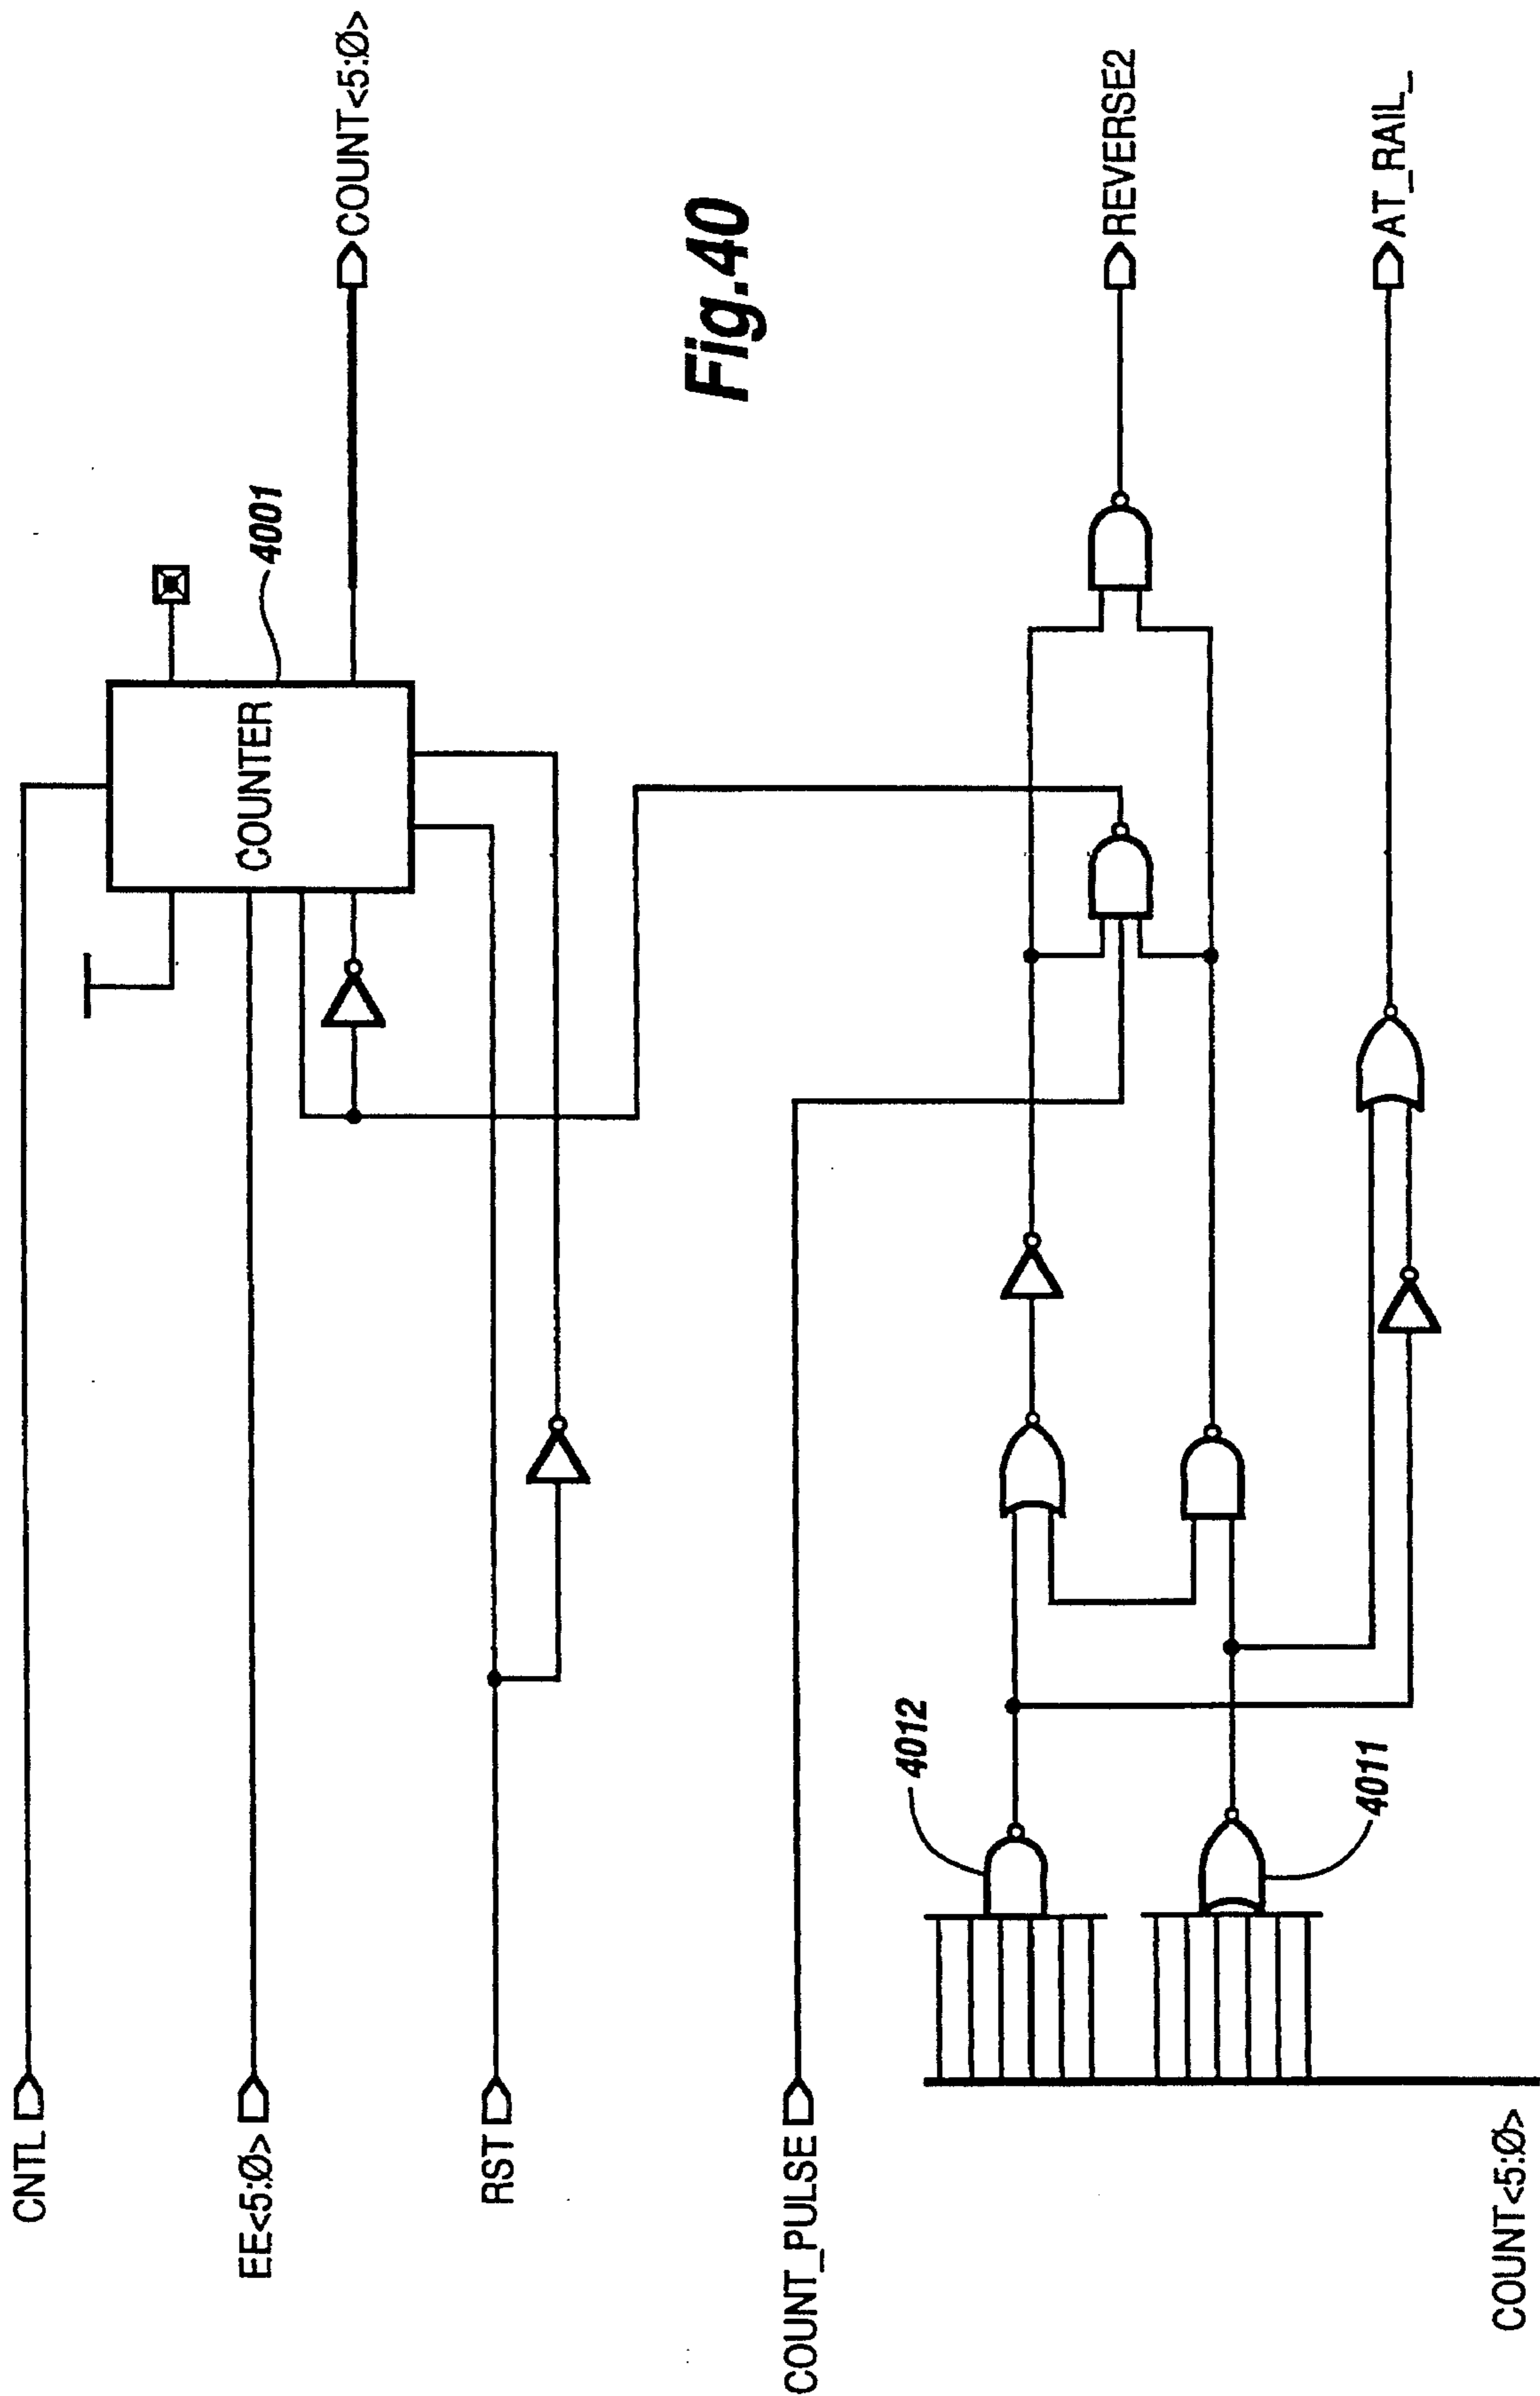 CNTL
EE<5:Ø>
RST
COUNT_PULSE
COUNT<5:Ø>
4012
4011
COUNTER
4001
COUNT<5:Ø>
REVERSE2
AT_RAIL_
Fig.40